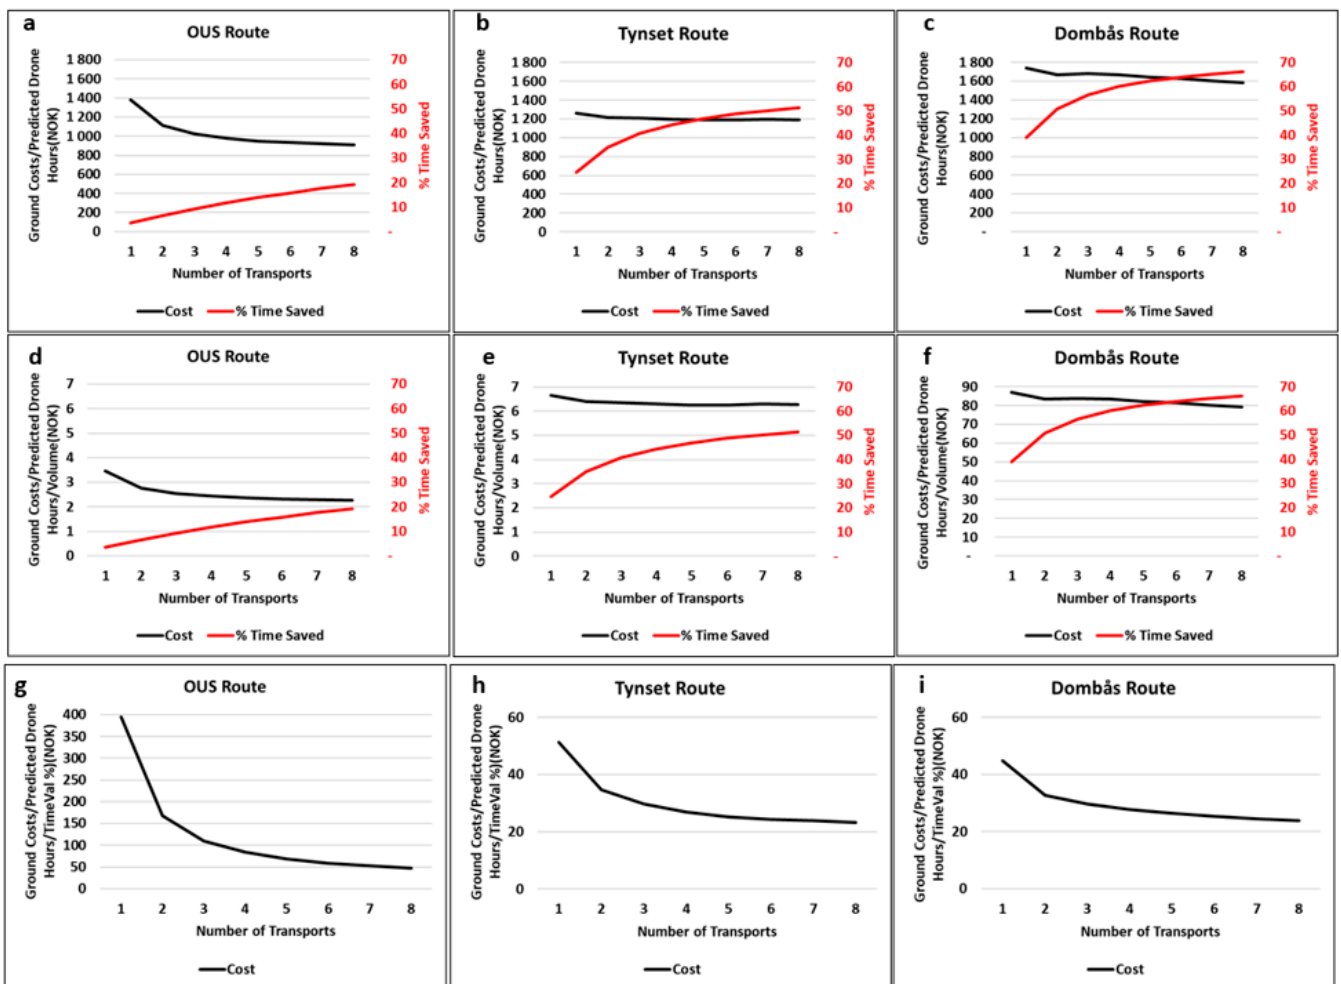 a
OUS Route
Ground Costs/Predicted Drone
Hours(NOK)
1 800
1 600
1 400
1 200
1 000
800
600
400
200
0
70
60
50
40
30
20
10
-
% Time Saved
1 2 3 4 5 6 7 8
Number of Transports
Cost % Time Saved
b
Tynset Route
Ground Costs/Predicted Drone
Hours(NOK)
1 800
1 600
1 400
1 200
1 000
800
600
400
200
0
70
60
50
40
30
20
10
-
% Time Saved
1 2 3 4 5 6 7 8
Number of Transports
Cost % Time Saved
c
Dombås Route
Ground Costs/Predicted Drone
Hours(NOK)
1 800
1 600
1 400
1 200
1 000
800
600
400
200
-
70
60
50
40
30
20
10
-
% Time Saved
1 2 3 4 5 6 7 8
Number of Transports
Cost % Time Saved
d
OUS Route
Ground Costs/Predicted Drone
Hours/Volume(NOK)
7
6
5
4
3
2
1
0
70
60
50
40
30
20
10
-
% Time Saved
1 2 3 4 5 6 7 8
Number of Transports
Cost % Time Saved
e
Tynset Route
Ground Costs/Predicted Drone
Hours/Volume(NOK)
7
6
5
4
3
2
1
0
70
60
50
40
30
20
10
-
% Time Saved
1 2 3 4 5 6 7 8
Number of Transports
Cost % Time Saved
f
Dombås Route
Ground Costs/Predicted Drone
Hours/Volume(NOK)
90
80
70
60
50
40
30
20
10
-
70
60
50
40
30
20
10
-
% Time Saved
1 2 3 4 5 6 7 8
Number of Transports
Cost % Time Saved
g
OUS Route
Ground Costs/Predicted Drone
Hours/TimeVal %)(NOK)
400
350
300
250
200
150
100
50
0
1 2 3 4 5 6 7 8
Number of Transports
Cost
h
Tynset Route
Ground Costs/Predicted Drone
Hours/TimeVal %)(NOK)
60
40
20
0
1 2 3 4 5 6 7 8
Number of Transports
Cost
i
Dombås Route
Ground Costs/Predicted Drone
Hours/TimeVal %)(NOK)
60
40
20
0
1 2 3 4 5 6 7 8
Number of Transports
Cost